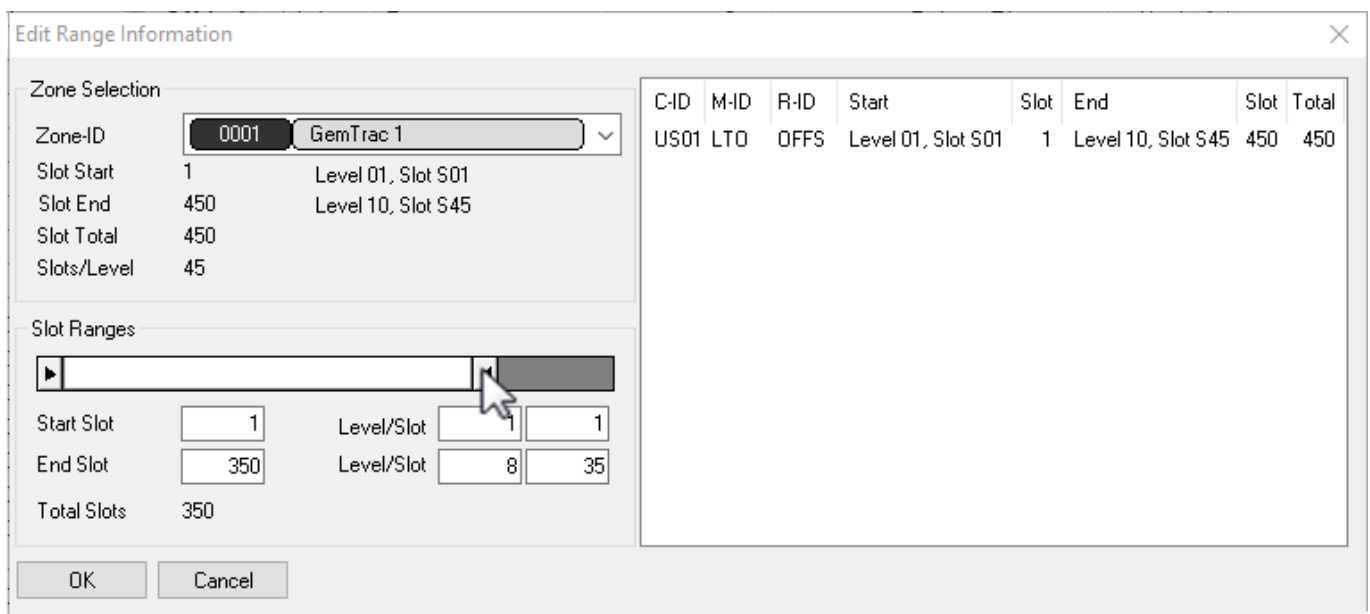 Edit Range Information
Zone Selection
Zone-ID 0001 GemTrac 1
Slot Start 1 Level 01, Slot S01
Slot End 450 Level 10, Slot S45
Slot Total 450
Slots/Level 45
Slot Ranges
Start Slot 1 Level/Slot 1 1
End Slot 350 Level/Slot 8 35
Total Slots 350
OK Cancel
C-ID M-ID R-ID Start Slot End Slot Total
US01 LTO OFFS Level 01, Slot S01 1 Level 10, Slot S45 450 450